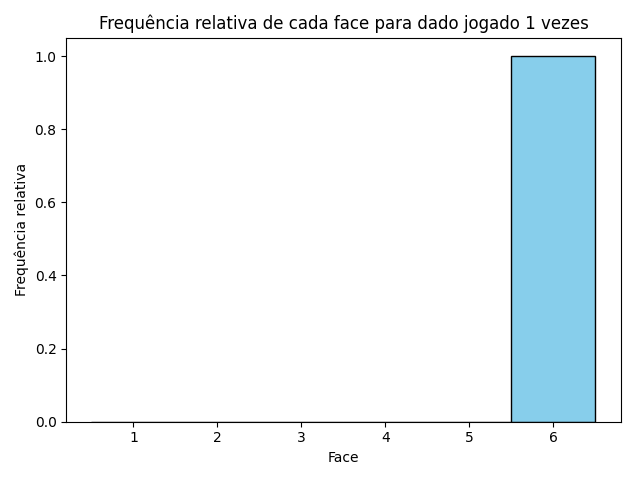 Frequência relativa de cada face para dado jogado 1 vezes
1.0
0.8
0.6
0.4
0.2
0.0
Frequência relativa
1 2 3 4 5 6
Face